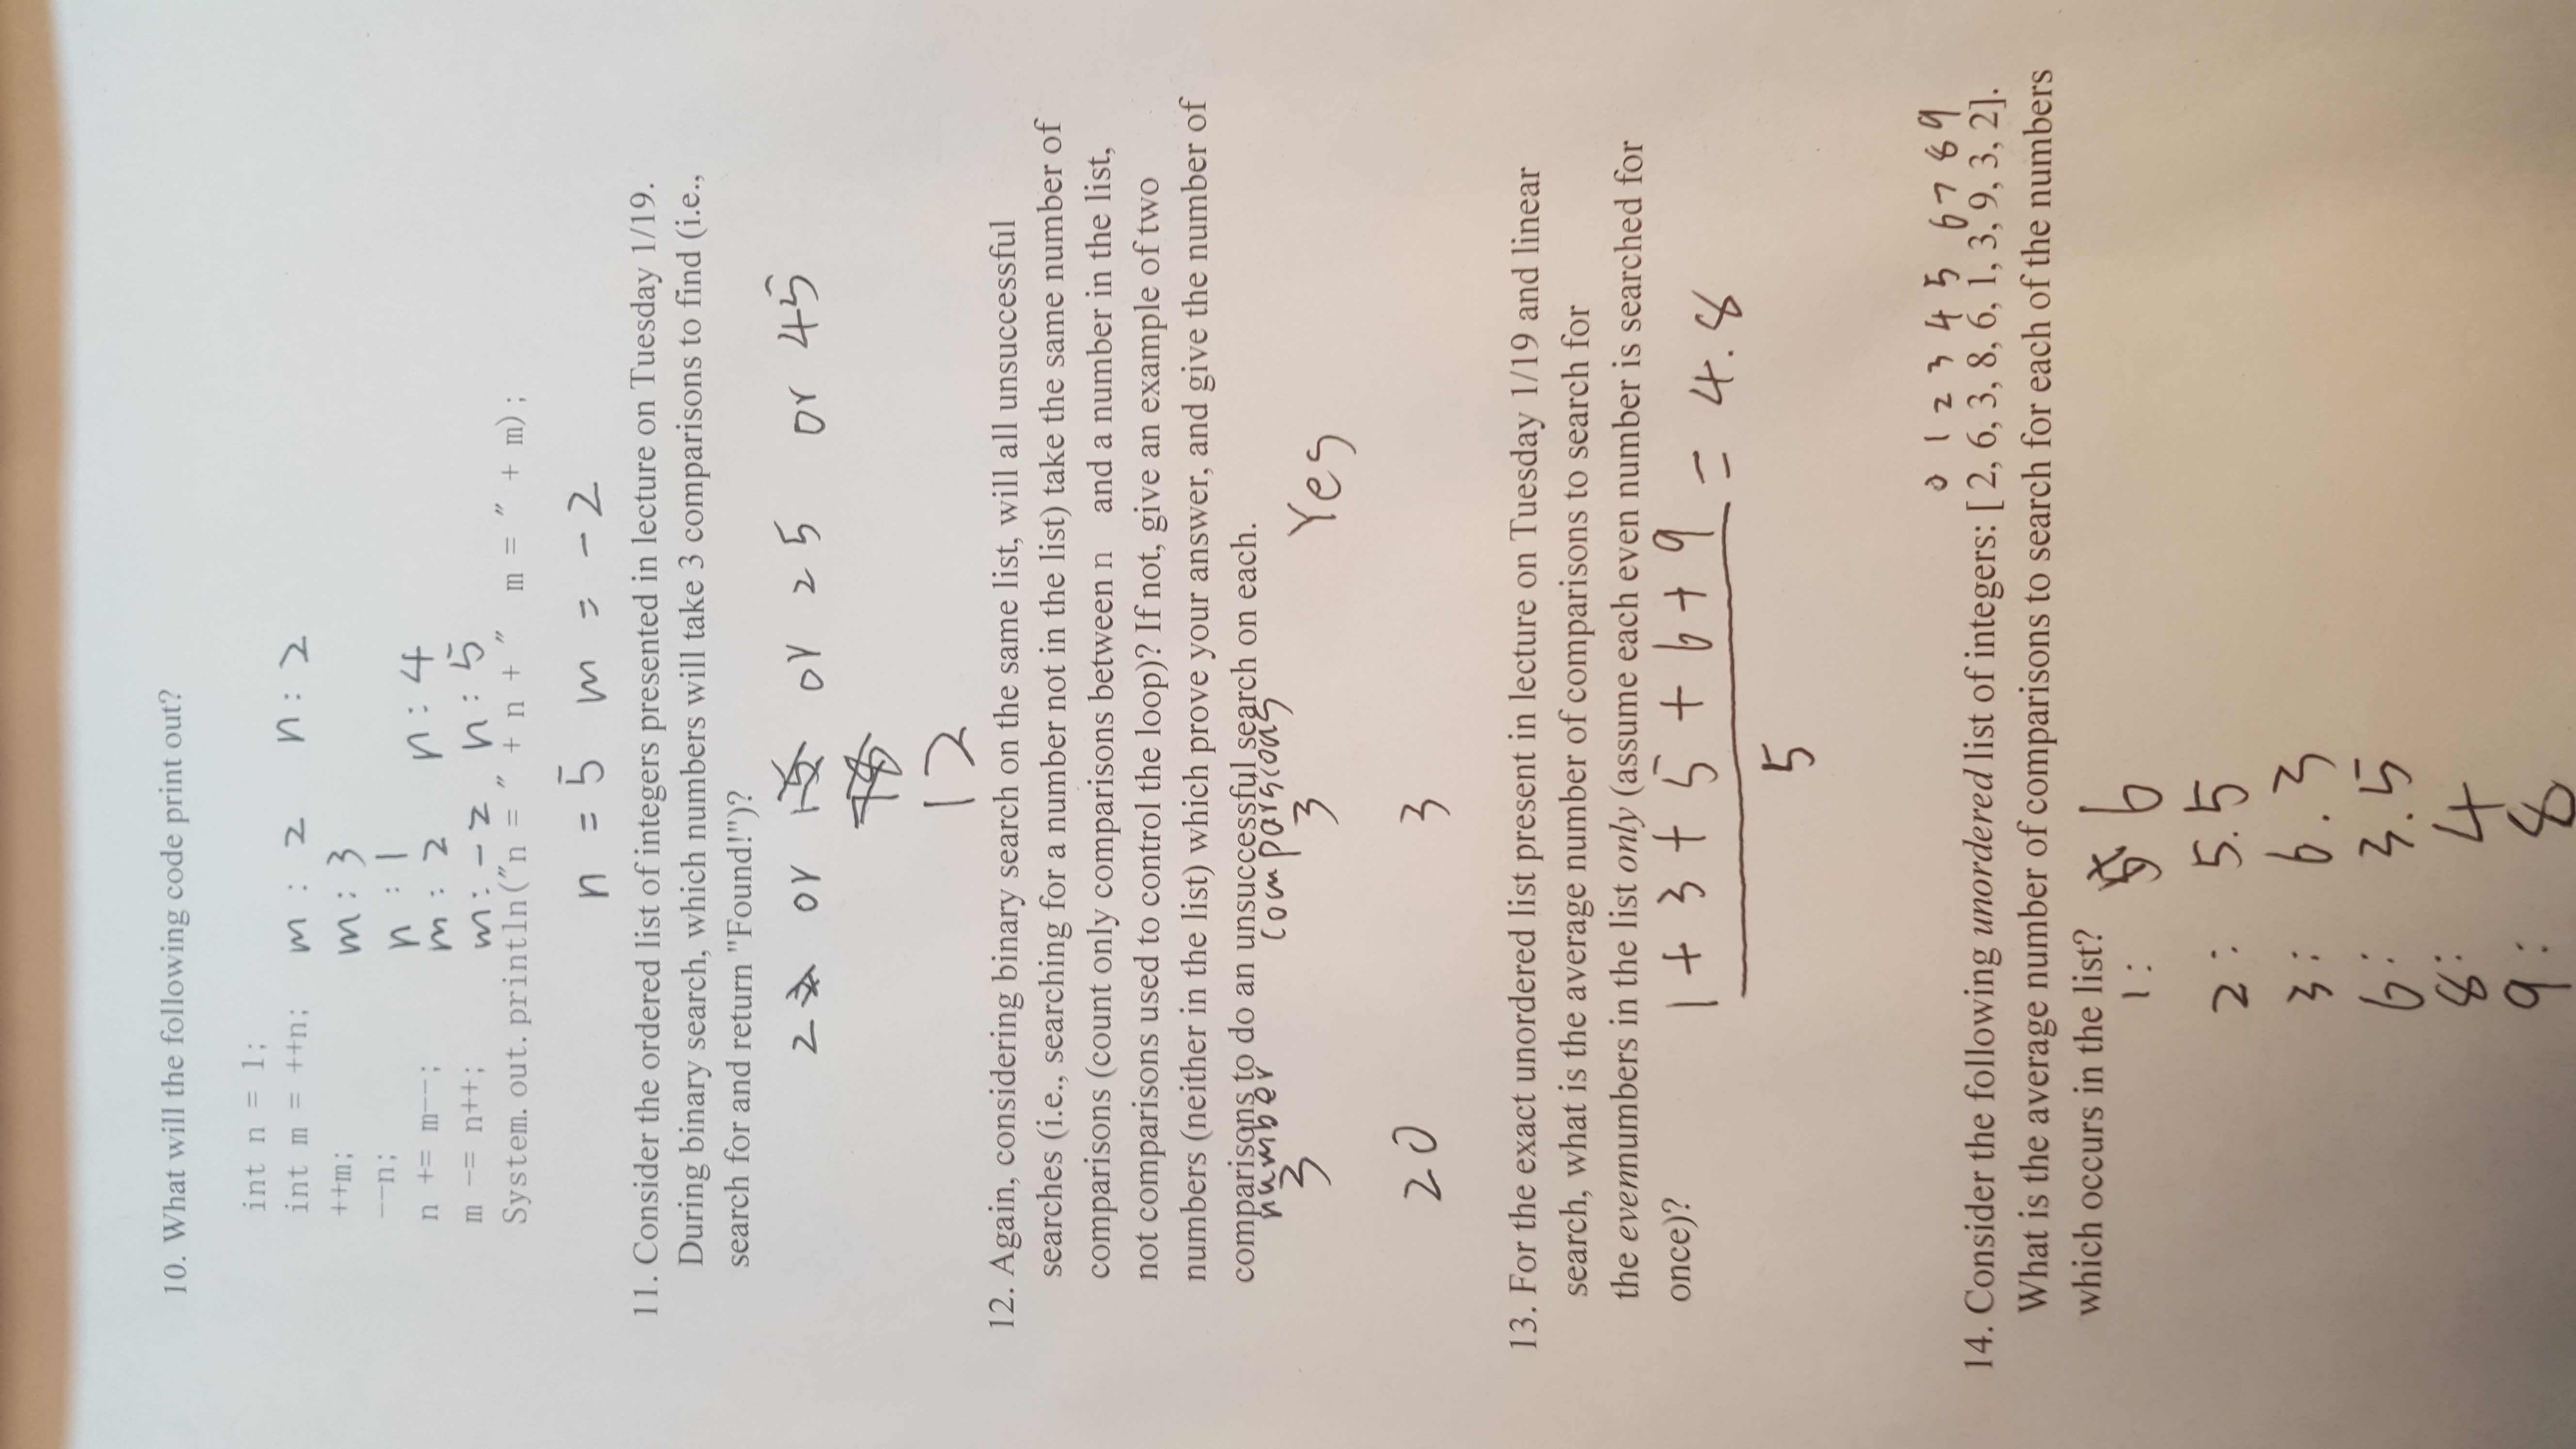 10. What will the following code print out?
int n = 1;
int m = ++n; m : 2 n : 2
++m; m : 3
--n; n : 1
n += m--; m : 2 n : 4
m -= n++; m : -2 n : 5
System.out.println("n = " + n + " m = " + m);
n = 5 m = -2
11. Consider the ordered list of integers presented in lecture on Tuesday 1/19.
During binary search, which numbers will take 3 comparisons to find (i.e.,
search for and return "Found!")?
2 or or 25 or 45
12
12. Again, considering binary search on the same list, will all unsuccessful
searches (i.e., searching for a number not in the list) take the same number of
comparisons (count only comparisons between n and a number in the list,
not comparisons used to control the loop)? If not, give an example of two
numbers (neither in the list) which prove your answer, and give the number of
comparisons to do an unsuccessful search on each.
number comparscons
3 3 Yes
20 3
13. For the exact unordered list present in lecture on Tuesday 1/19 and linear
search, what is the average number of comparisons to search for
the evennumbers in the list only (assume each even number is searched for
once)?
1 + 3 + 5 + 6 + 9 = 4.8
5
0 1 2 3 4 5 6 7 8 9
14. Consider the following unordered list of integers: [ 2, 6, 3, 8, 6, 1, 3, 9, 3, 2].
What is the average number of comparisons to search for each of the numbers
which occurs in the list?
1: 6
2: 5.5
3: 6.3
6: 3.5
8: 4
9: 8